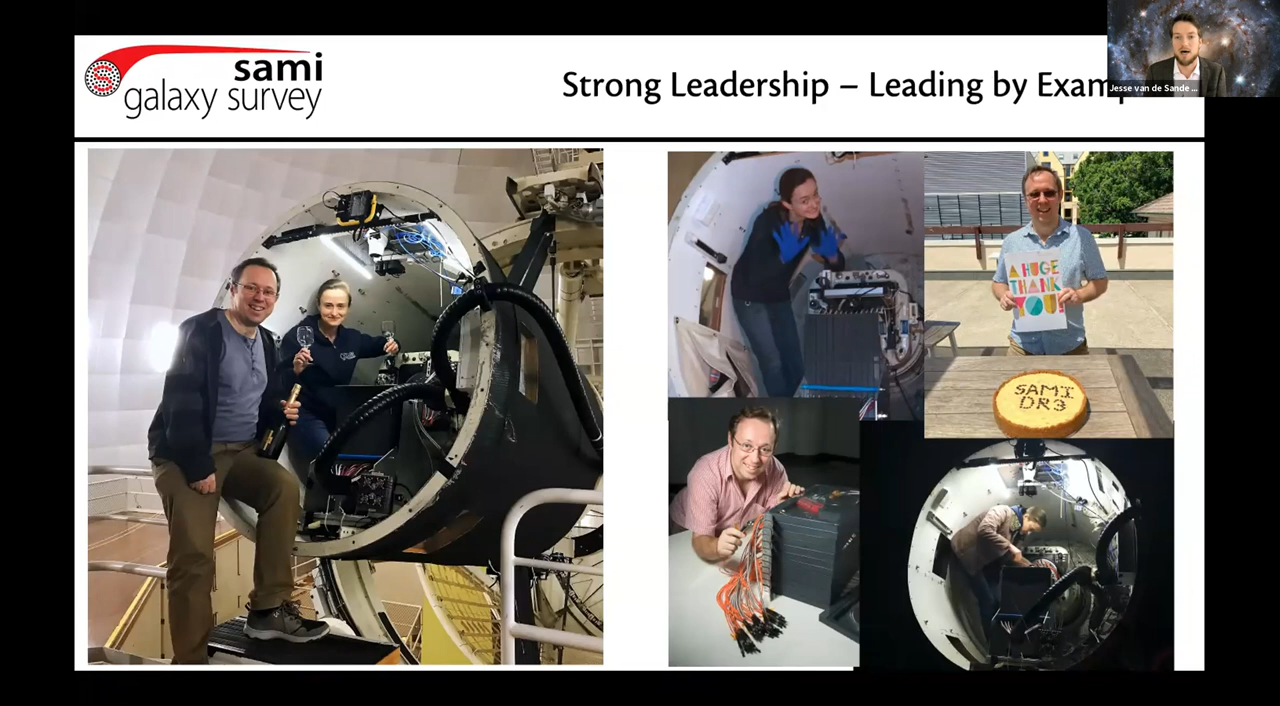 sami
galaxy survey
Strong Leadership – Leading by Examp
Jesse van de Sande ...
A HUGE
THANK
YOU!
SAMI
DR3